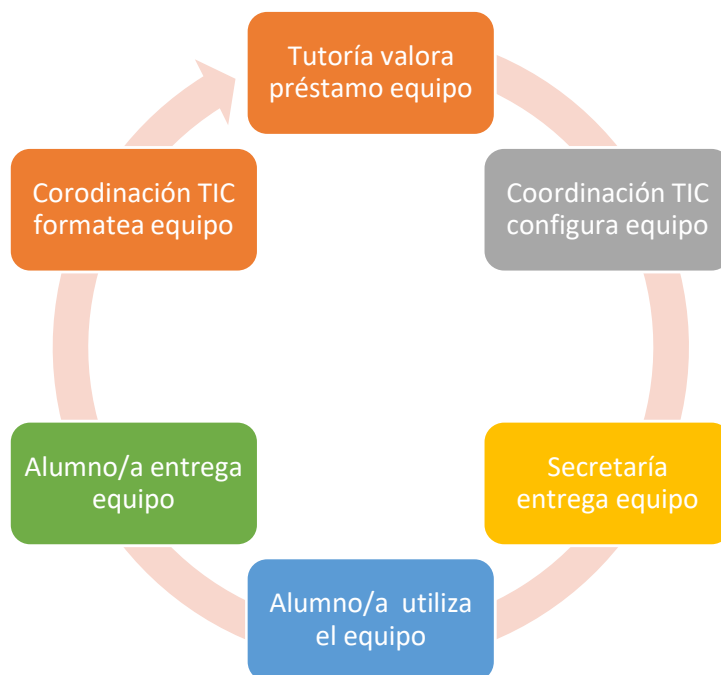 Tutoría valora
préstamo equipo
Coordinación TIC
configura equipo
Secretaría
entrega equipo
Alumno/a utiliza
el equipo
Alumno/a entrega
equipo
Corodinación TIC
formatea equipo